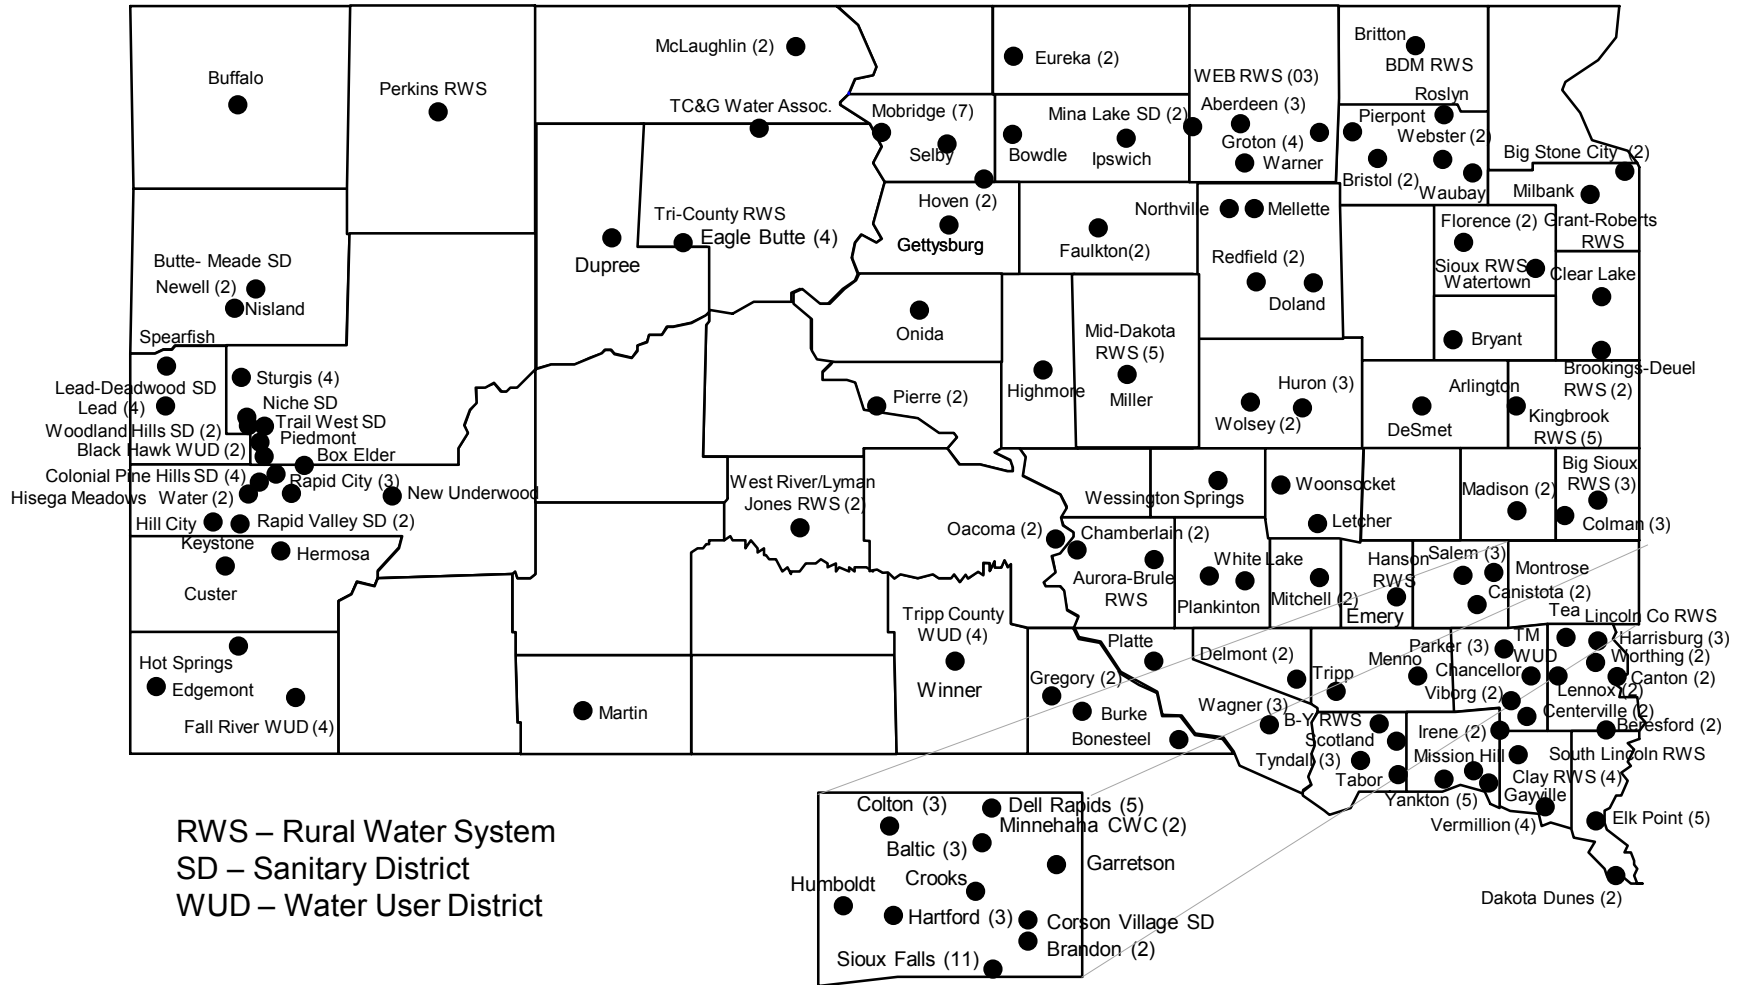 McLaughlin (2)
Eureka (2)
Britton
BDM RWS
Buffalo
Perkins RWS
WEB RWS (03)
TC&G Water Assoc.
Mobridge (7)
Mina Lake SD (2)
Aberdeen (3)
Roslyn
Pierpont
Webster (2)
Selby
Bowdle
Ipswich
Groton (4)
Warner
Big Stone City (2)
Bristol (2)
Waubay
Milbank
Hoven (2)
Gettysburg
Northville
Mellette
Faulkton(2)
Florence (2)
Grant-Roberts
RWS
Tri-County RWS
Eagle Butte (4)
Dupree
Redfield (2)
Doland
Sioux RWS
Watertown
Clear Lake
Butte- Meade SD
Newell (2)
Nisland
Onida
Mid-Dakota
RWS (5)
Miller
Bryant
Spearfish
Lead-Deadwood SD
Lead (4)
Sturgis (4)
Niche SD
Trail West SD
Woodland Hills SD (2)
Piedmont
Black Hawk WUD (2)
Box Elder
Pierre (2)
Highmore
Huron (3)
Wolsey (2)
Arlington
DeSmet
Brookings-Deuel
RWS (2)
Kingbrook
RWS (5)
Colonial Pine Hills SD (4)
Rapid City (3)
Hisega Meadows Water (2)
New Underwood
Hill City
Rapid Valley SD (2)
West River/Lyman
Jones RWS (2)
Wessington Springs
Woonsocket
Letcher
Madison (2)
Big Sioux
RWS (3)
Colman (3)
Keystone
Hermosa
Custer
Oacoma (2)
Chamberlain (2)
Aurora-Brule
RWS
White Lake
Plankinton
Mitchell (2)
Hanson
RWS
Emery
Salem (3)
Montrose
Canistota (2)
Tea
Lincoln Co RWS
Tripp County
WUD (4)
Winner
Hot Springs
Edgemont
Fall River WUD (4)
Martin
Platte
Gregory (2)
Burke
Bonesteel
Delmont (2)
Tripp
Menno
Parker (3)
TM
WUD
Chancellor
Harrisburg (3)
Worthing (2)
Canton (2)
Lennox (2)
Viborg (2)
Centerville (2)
Beresford (2)
Wagner (3)
B-Y RWS
Scotland
Tyndall (3)
Tabor
Irene (2)
Mission Hill
South Lincoln RWS
Clay RWS (4)
Gayville
Yankton (5)
Vermillion (4)
Elk Point (5)
Dakota Dunes (2)
Colton (3)
Dell Rapids (5)
Minnehaha CWC (2)
Baltic (3)
Garretson
Crooks
Humboldt
Hartford (3)
Corson Village SD
Brandon (2)
Sioux Falls (11)
RWS – Rural Water System
SD – Sanitary District
WUD – Water User District